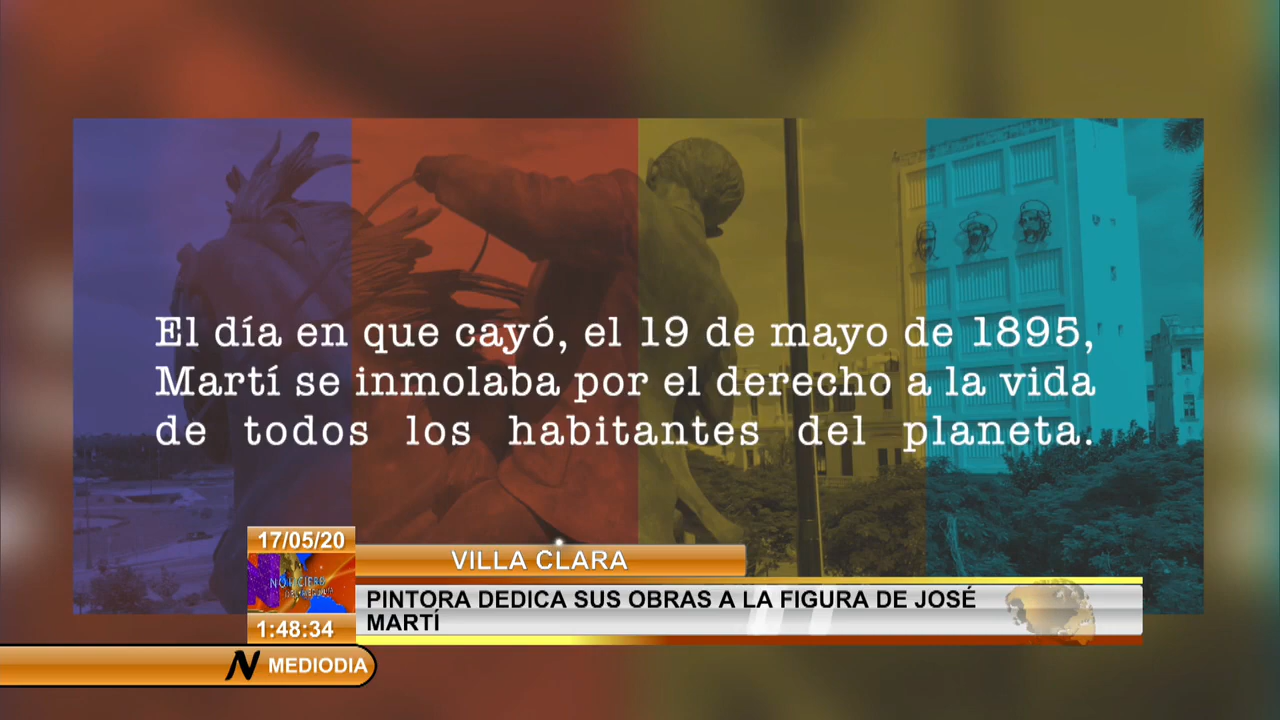 El día en que cayó, el 19 de mayo de 1895,
Martí se inmolaba por el derecho a la vida
de todos los habitantes del planeta.
17/05/20
VILLA CLARA
NOTICIERO
PINTORA DEDICA SUS OBRAS A LA FIGURA DE JOSÉ
MARTÍ
1:48:34
N MEDIODIA